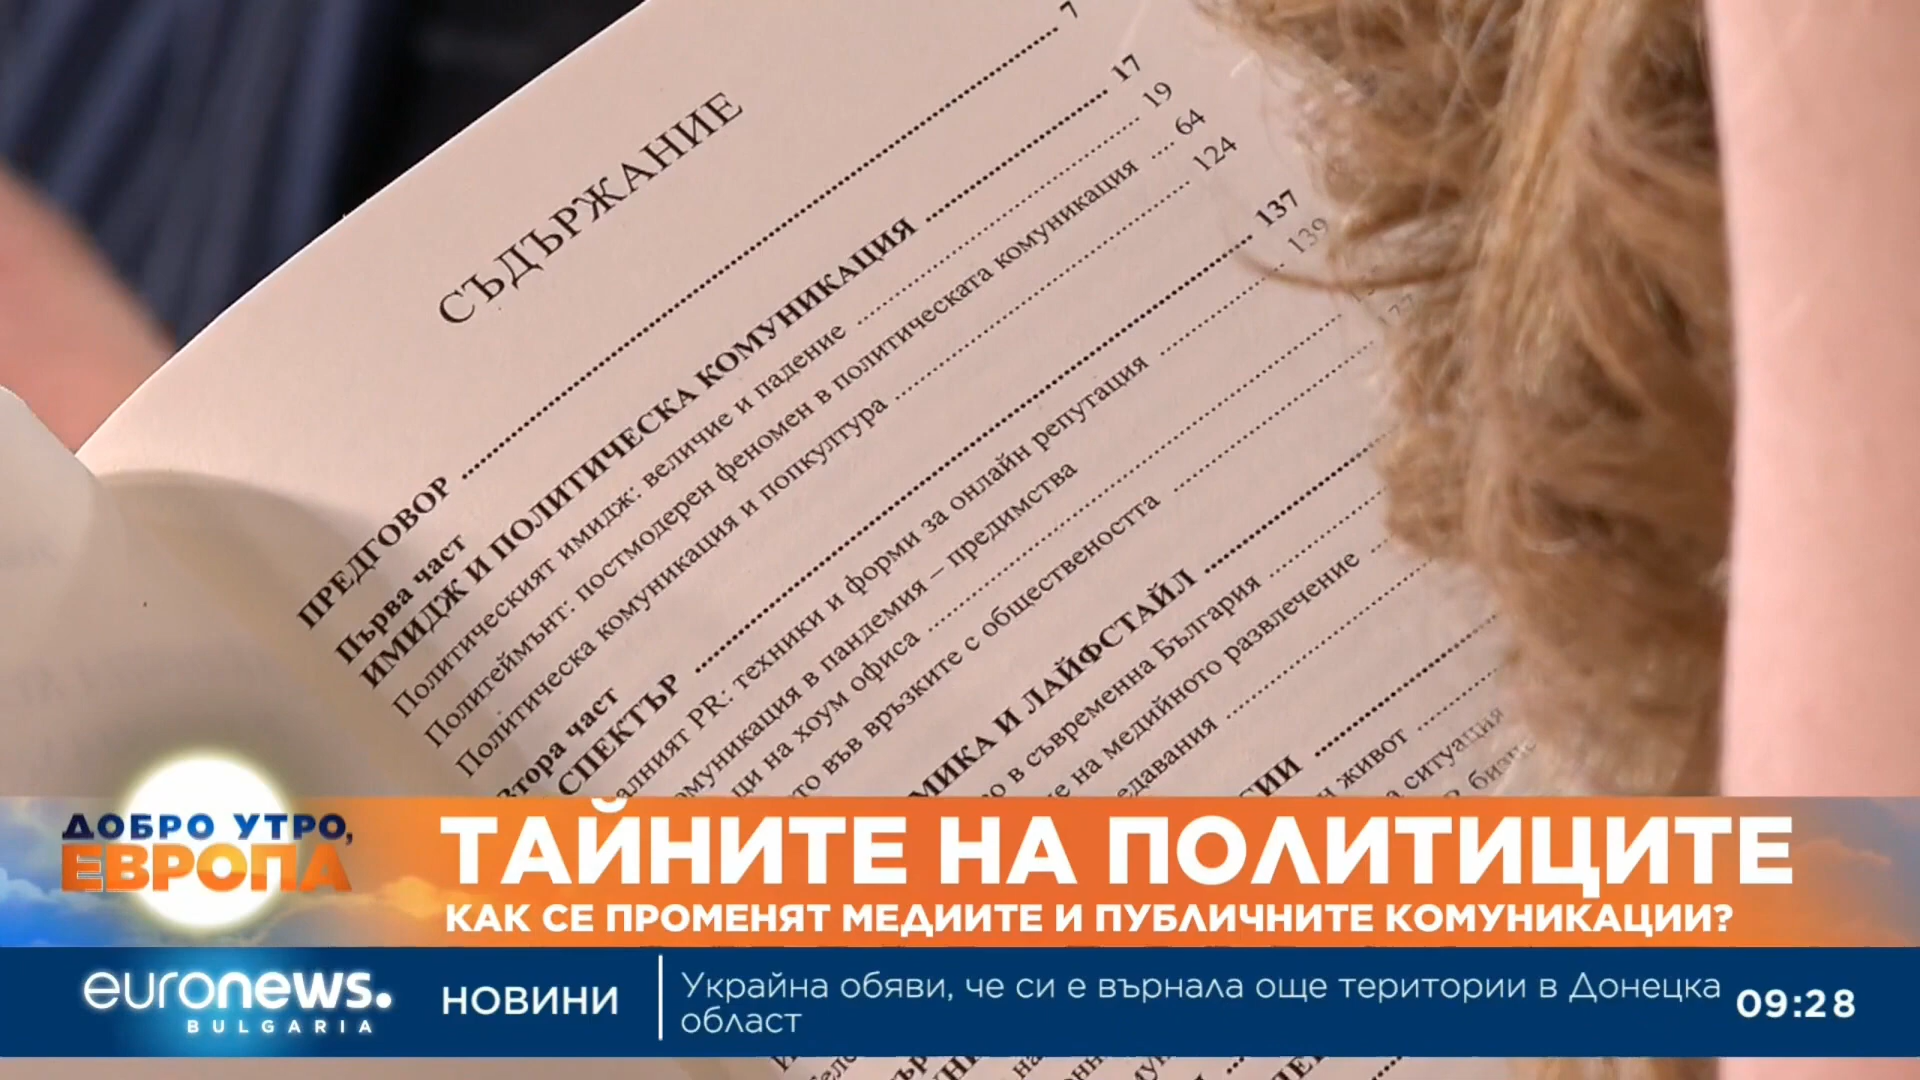 СЪДЪРЖАНИЕ
ПРЕДГОВОР 7
Първа част
ИМИДЖ И ПОЛИТИЧЕСКА КОМУНИКАЦИЯ 17
Политическият имидж: величие и падение 19
Политеймънт: постмодерен феномен в политическата комуникация 64
Политическа комуникация и попкултура 124
Втора част
СПЕКТЪР 137
PR: техники и форми за онлайн репутация 139
в пандемия – предимства
на хоум офиса
във връзките с обществеността 177
И ЛАЙФСТАЙЛ
в съвременна България
на медийното развлечение
живот
ситуация
ДОБРО УТРО,
ЕВРОПА
ТАЙНИТЕ НА ПОЛИТИЦИТЕ
КАК СЕ ПРОМЕНЯТ МЕДИИТЕ И ПУБЛИЧНИТЕ КОМУНИКАЦИИ?
euronews.
BULGARIA
НОВИНИ
Украйна обяви, че си е върнала още територии в Донецка
област
09:28